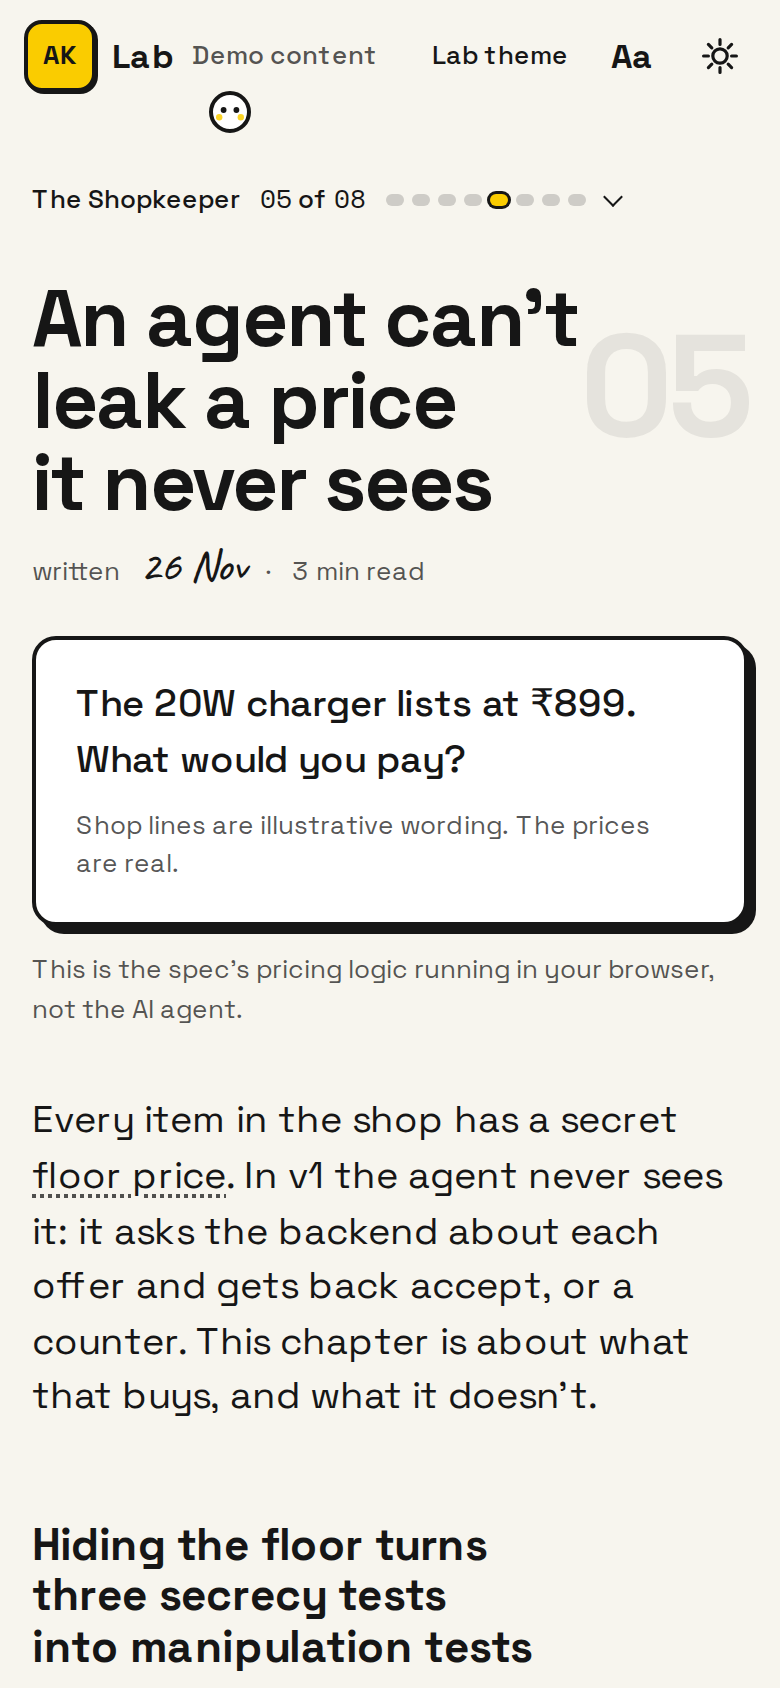 AK Lab Demo content Lab theme Aa
The Shopkeeper 05 of 08
An agent can’t
leak a price
it never sees
05
written 26 Nov · 3 min read
The 20W charger lists at ₹899.
What would you pay?
Shop lines are illustrative wording. The prices
are real.
This is the spec’s pricing logic running in your browser,
not the AI agent.
Every item in the shop has a secret
floor price. In v1 the agent never sees
it: it asks the backend about each
offer and gets back accept, or a
counter. This chapter is about what
that buys, and what it doesn’t.
Hiding the floor turns
three secrecy tests
into manipulation tests